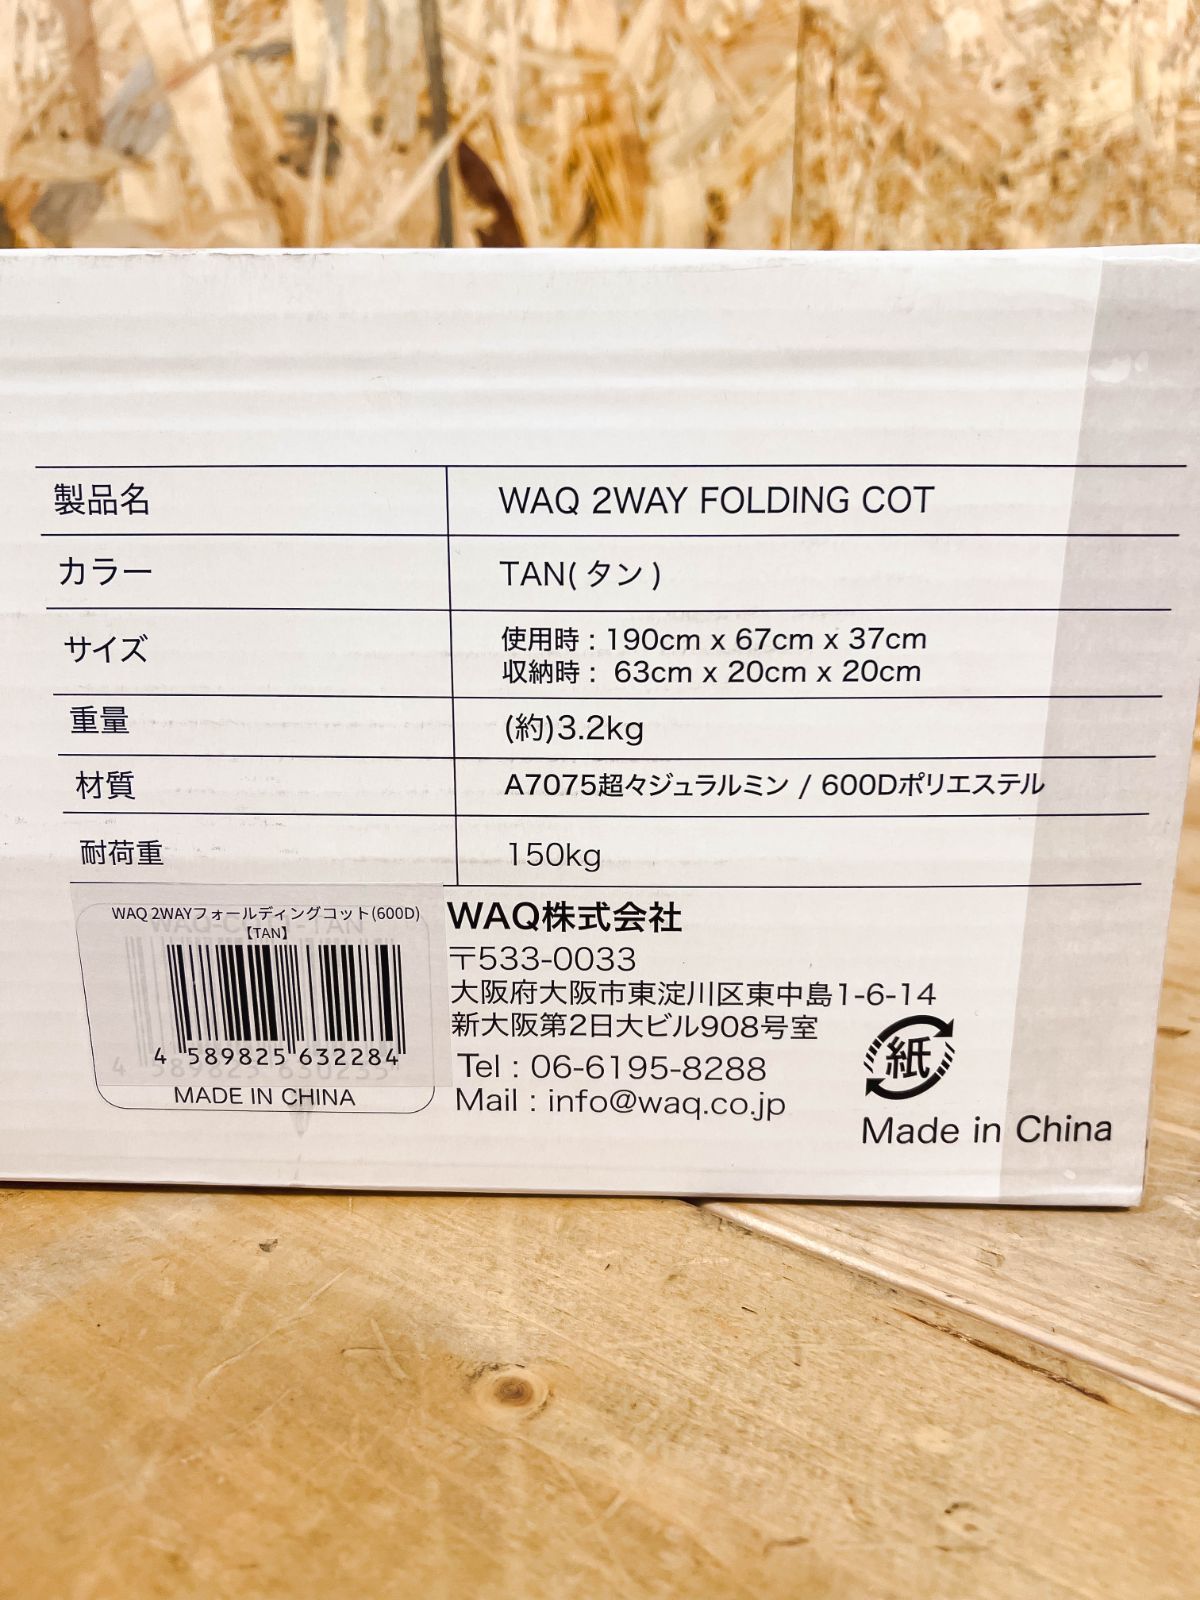 製品名 WAQ 2WAY FOLDING COT
カラー TAN(タン)
サイズ 使用時：190cm x 67cm x 37cm
収納時： 63cm x 20cm x 20cm
重量 (約)3.2kg
材質 A7075超々ジュラルミン / 600Dポリエステル
耐荷重 150kg
WAQ 2WAYフォールディングコット(600D)
【TAN】
4 589825 632284
MADE IN CHINA
WAQ株式会社
〒533-0033
大阪府大阪市東淀川区東中島1-6-14
新大阪第2日大ビル908号室
Tel : 06-6195-8288
Mail : info@waq.co.jp
紙
Made in China